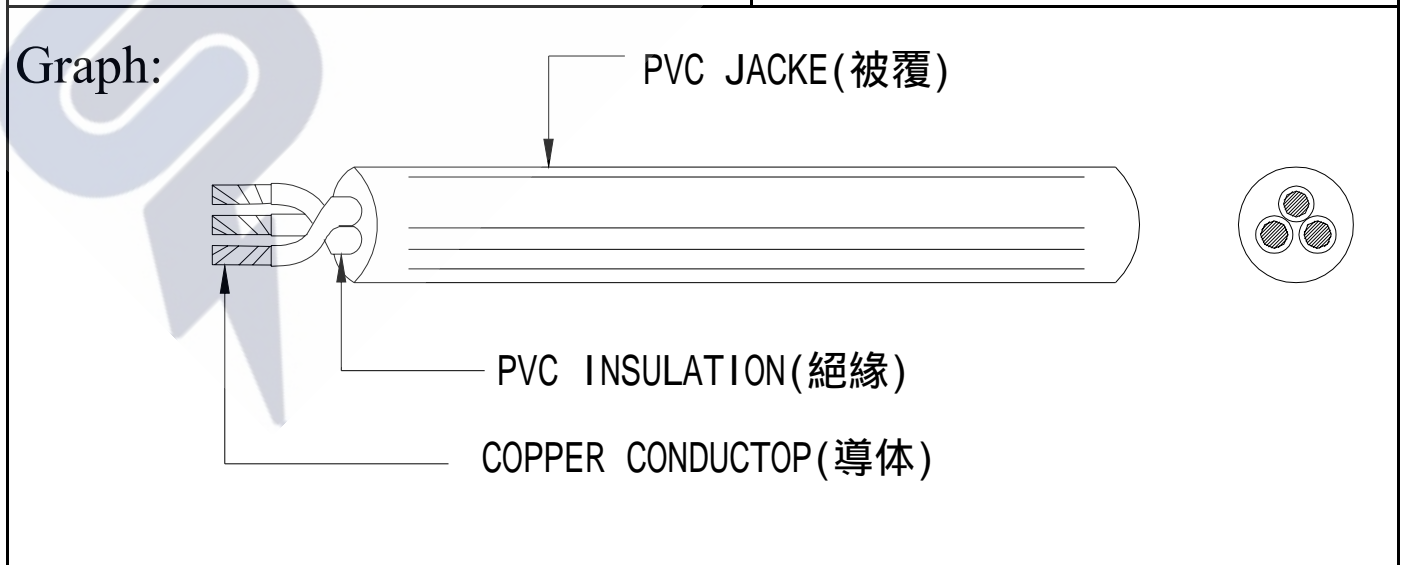 Graph:
PVC JACKE(被覆)
PVC INSULATION(絕緣)
COPPER CONDUCTOP(導体)